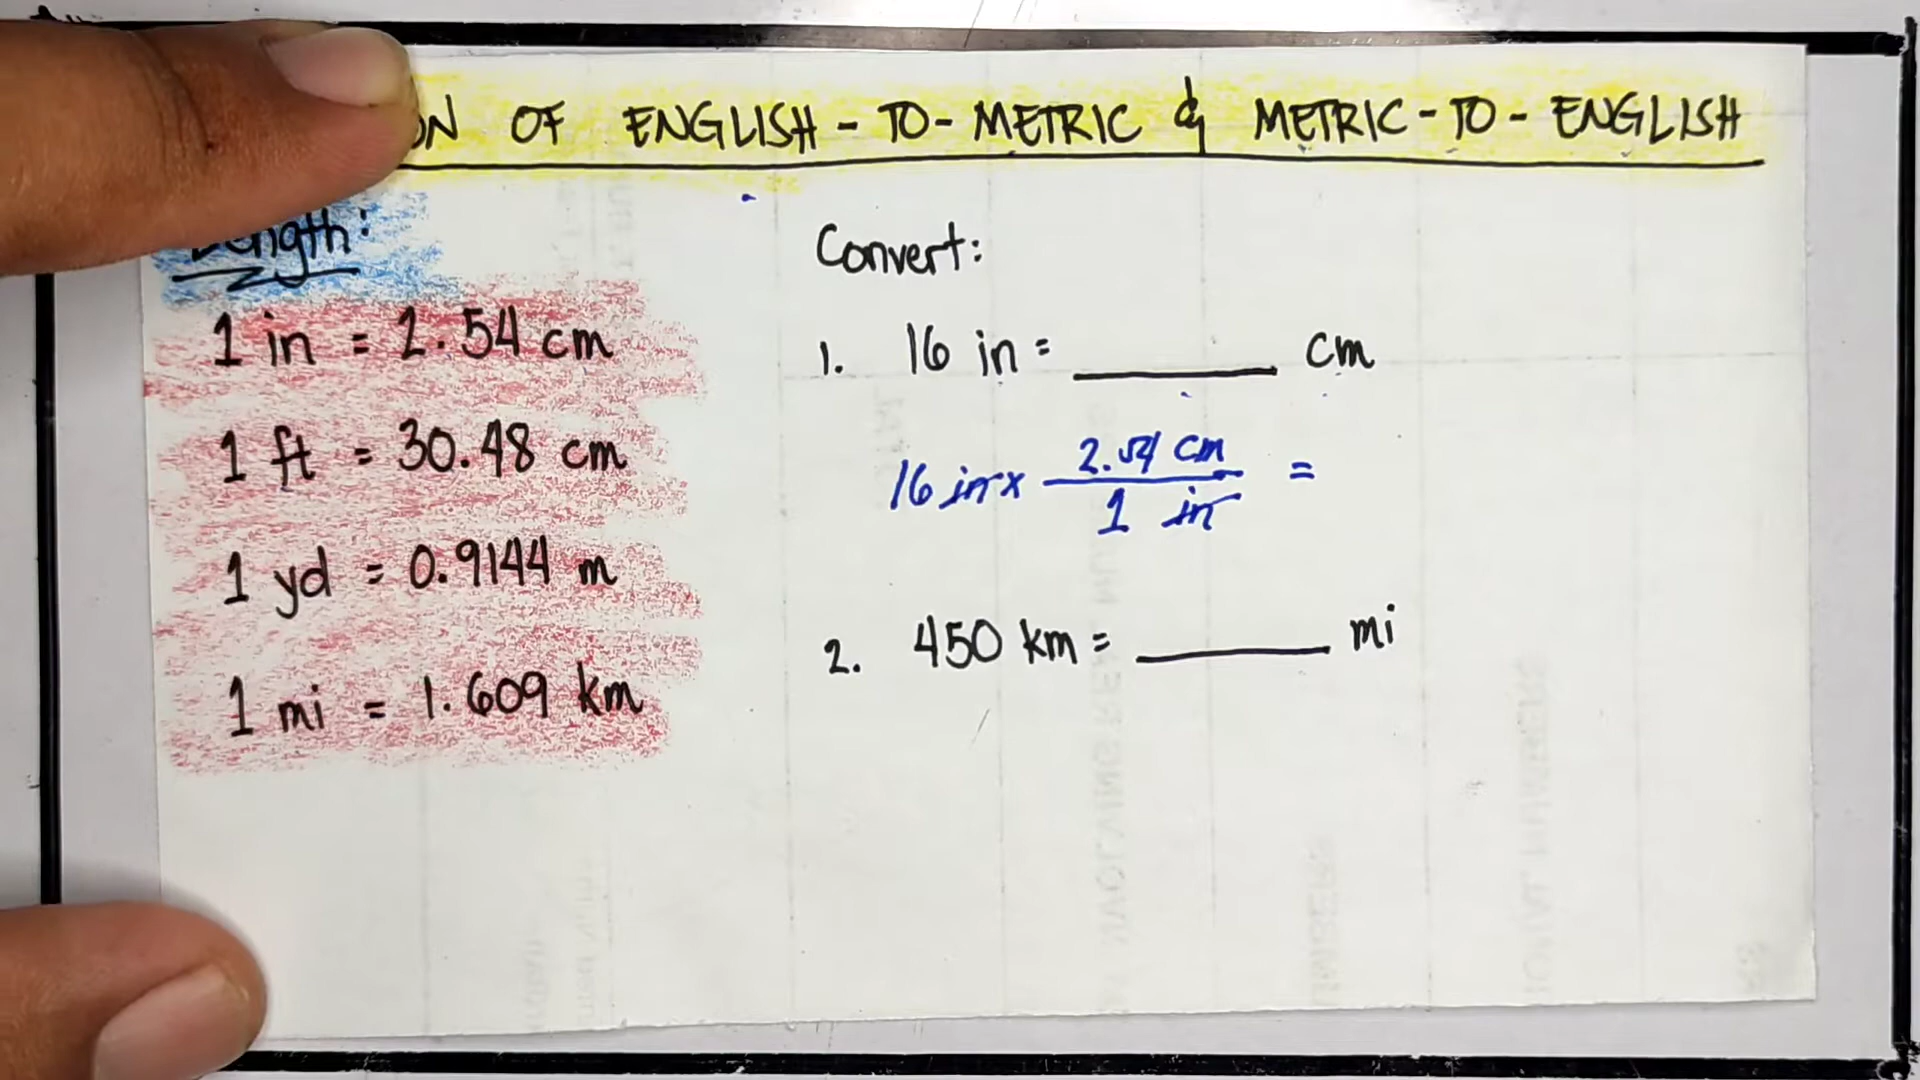 OF ENGLISH-TO-METRIC & METRIC-TO-ENGLISH
Length:
1 in = 2.54 cm
1 ft = 30.48 cm
1 yd = 0.9144 m
1 mi = 1.609 km
Convert:
1. 16 in = ________ cm
16 in x 2.54 cm / 1 in =
2. 450 km = ________ mi